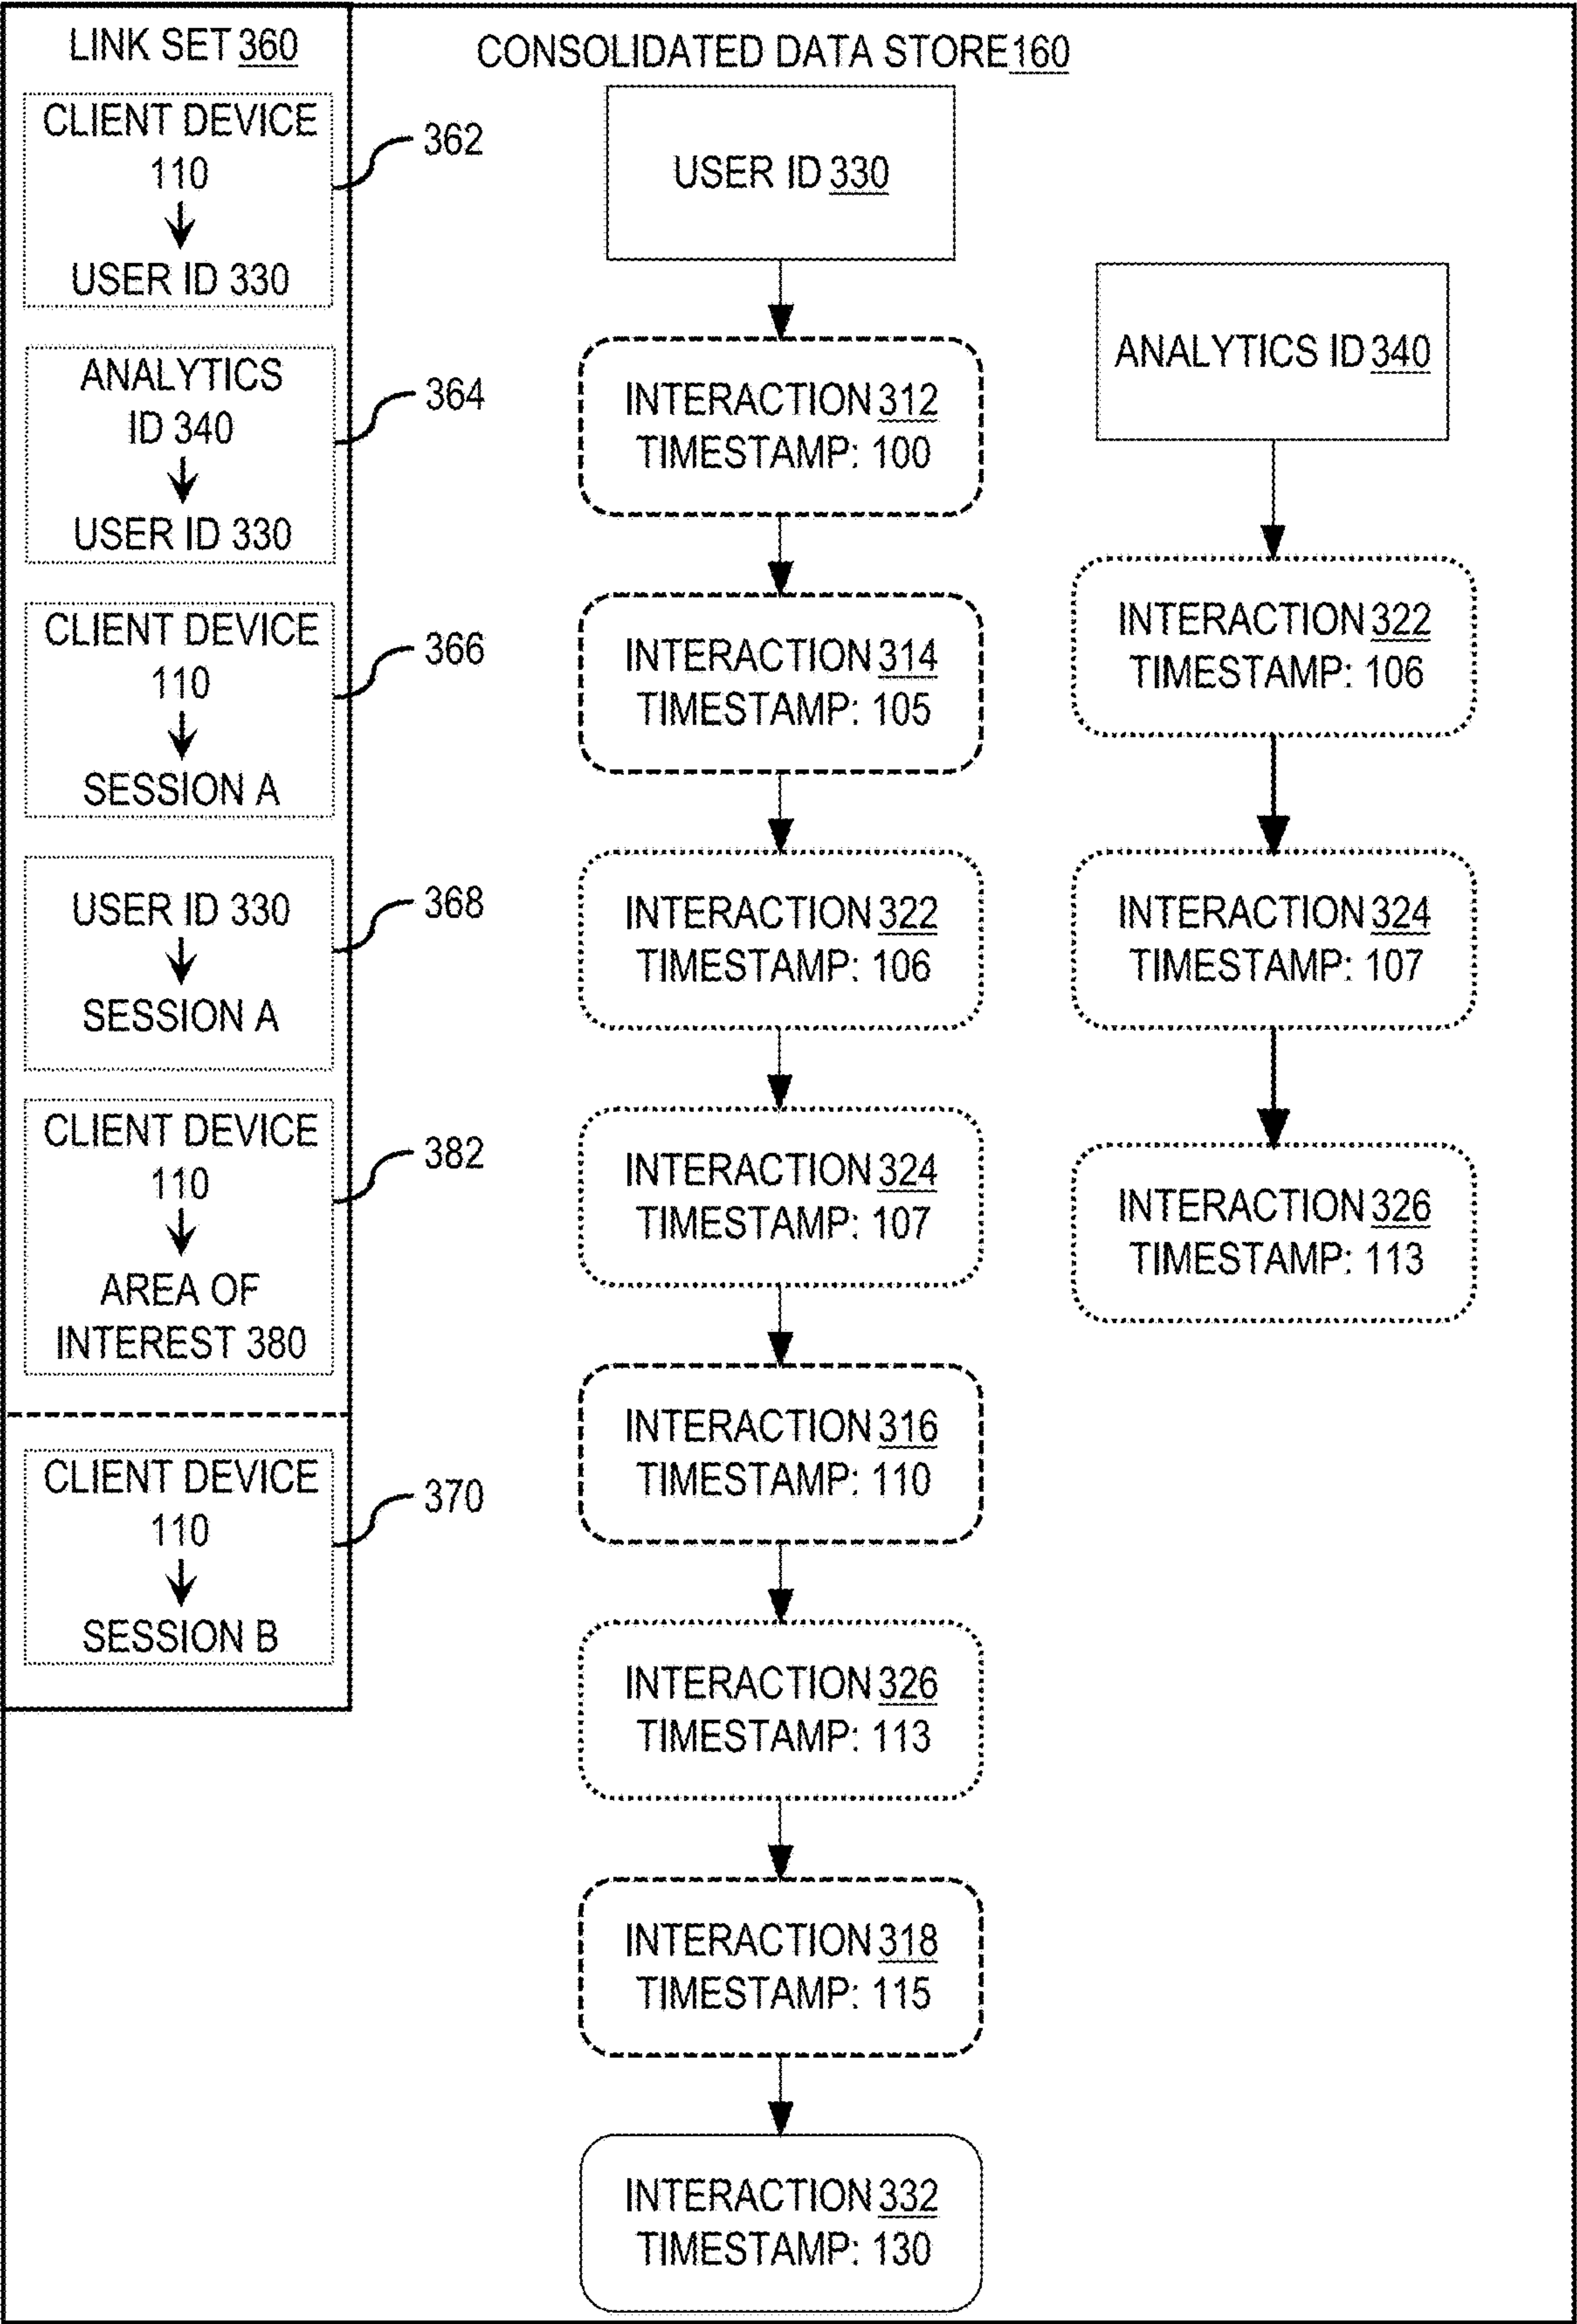 LINK SET 360
CLIENT DEVICE
110
USER ID 330
362
ANALYTICS
ID 340
USER ID 330
364
CLIENT DEVICE
110
SESSION A
366
USER ID 330
SESSION A
368
CLIENT DEVICE
110
AREA OF
INTEREST 380
382
CLIENT DEVICE
110
SESSION B
370
CONSOLIDATED DATA STORE 160
USER ID 330
INTERACTION 312
TIMESTAMP: 100
INTERACTION 314
TIMESTAMP: 105
INTERACTION 322
TIMESTAMP: 106
INTERACTION 324
TIMESTAMP: 107
INTERACTION 316
TIMESTAMP: 110
INTERACTION 326
TIMESTAMP: 113
INTERACTION 318
TIMESTAMP: 115
INTERACTION 332
TIMESTAMP: 130
ANALYTICS ID 340
INTERACTION 322
TIMESTAMP: 106
INTERACTION 324
TIMESTAMP: 107
INTERACTION 326
TIMESTAMP: 113